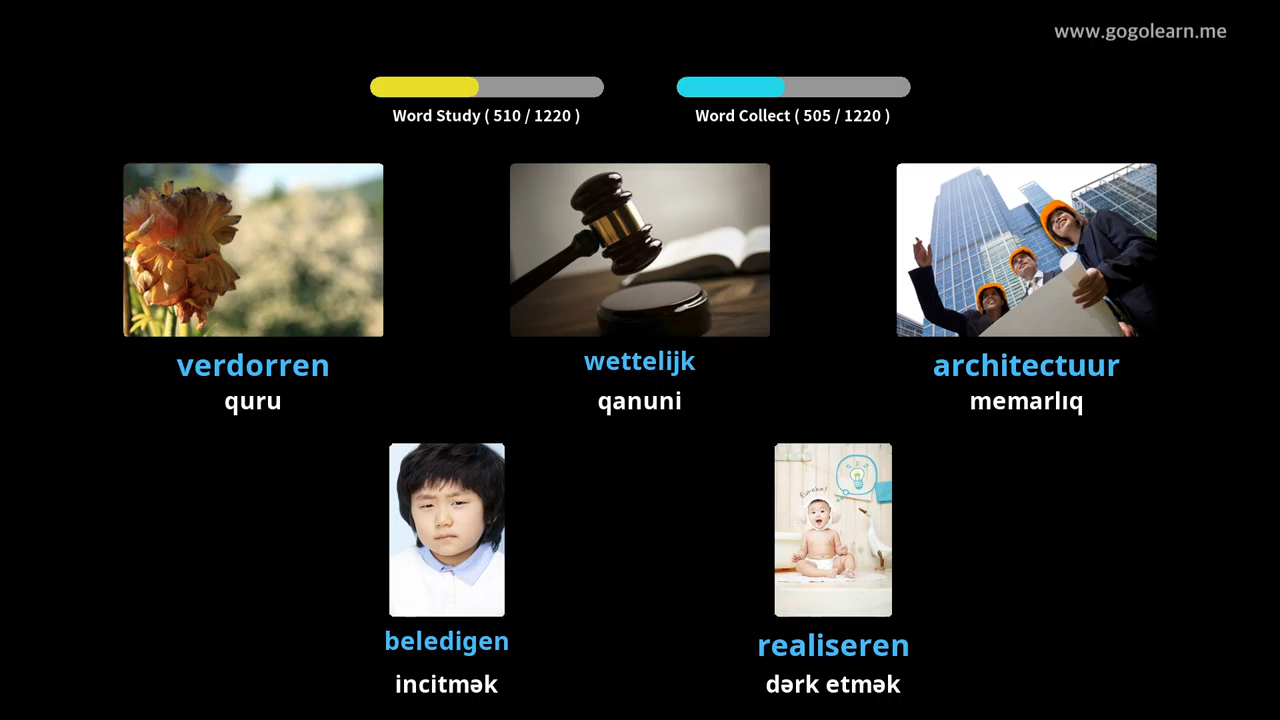 www.gogolearn.me
Word Study ( 510 / 1220 )
Word Collect ( 505 / 1220 )
verdorren
quru
wettelijk
qanuni
architectuur
memarlıq
Eureka!
beledigen
incitmək
realiseren
dərk etmək